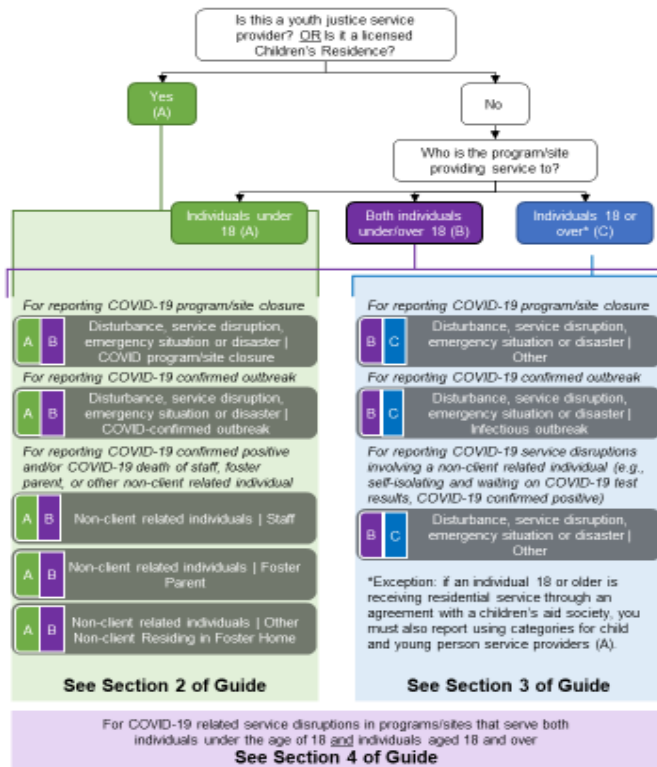 Is this a youth justice service
provider? OR Is it a licensed
Children's Residence?
Yes
(A)
No
Who is the program/site
providing service to?
Individuals under
18 (A)
Both individuals
under/over 18 (B)
Individuals 18 or
over* (C)
For reporting COVID-19 program/site closure
A B
Disturbance, service disruption,
emergency situation or disaster |
COVID program/site closure
For reporting COVID-19 confirmed outbreak
A B
Disturbance, service disruption,
emergency situation or disaster |
COVID-confirmed outbreak
For reporting COVID-19 confirmed positive
and/or COVID-19 death of staff, foster
parent, or other non-client related individual
A B
Non-client related individuals | Staff
A B
Non-client related individuals | Foster
Parent
A B
Non-client related individuals | Other
Non-client Residing in Foster Home
See Section 2 of Guide
For reporting COVID-19 program/site closure
B C
Disturbance, service disruption,
emergency situation or disaster |
Other
For reporting COVID-19 confirmed outbreak
B C
Disturbance, service disruption,
emergency situation or disaster |
Infectious outbreak
For reporting COVID-19 service disruptions
involving a non-client related individual (e.g.,
self-isolating and waiting on COVID-19 test
results, COVID-19 confirmed positive)
B C
Disturbance, service disruption,
emergency situation or disaster |
Other
*Exception: if an individual 18 or older is
receiving residential service through an
agreement with a children's aid society, you
must also report using categories for child
and young person service providers (A).
See Section 3 of Guide
For COVID-19 related service disruptions in programs/sites that serve both
individuals under the age of 18 and individuals aged 18 and over
See Section 4 of Guide